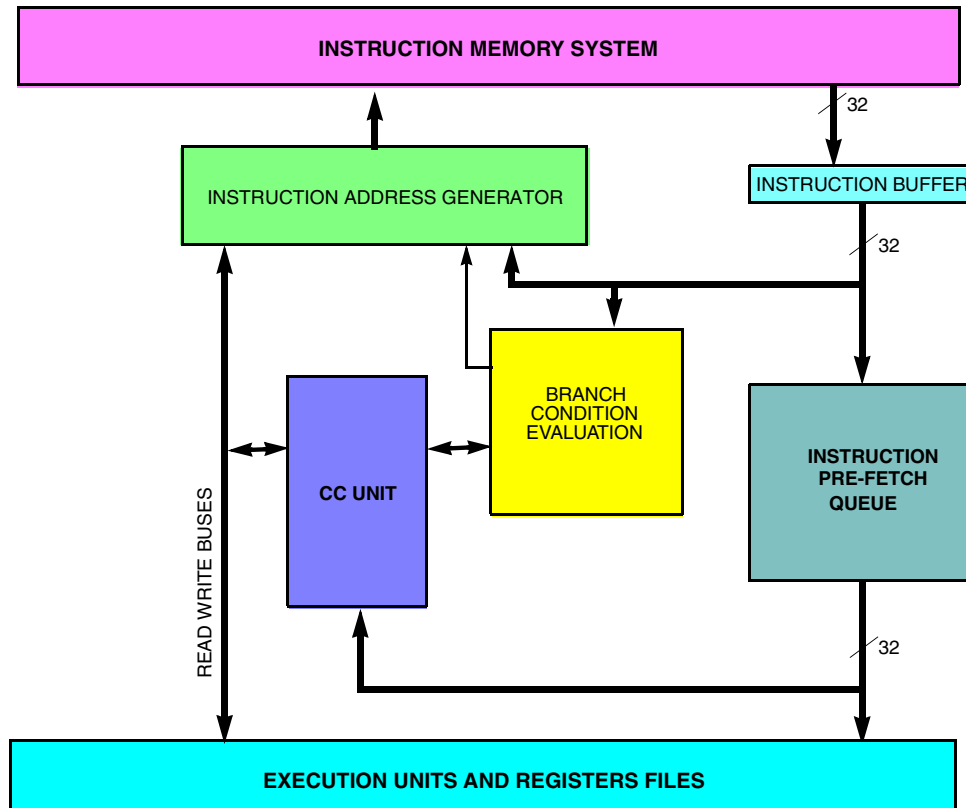 INSTRUCTION MEMORY SYSTEM
32
INSTRUCTION ADDRESS GENERATOR
INSTRUCTION BUFFER
32
BRANCH
CONDITION
EVALUATION
INSTRUCTION
PRE-FETCH
QUEUE
CC UNIT
READ WRITE BUSES
32
EXECUTION UNITS AND REGISTERS FILES